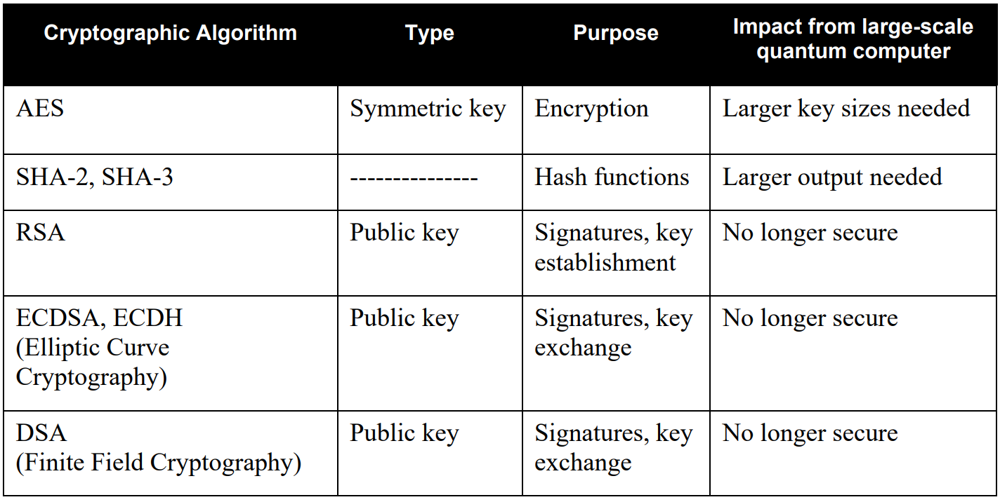 Cryptographic Algorithm Type Purpose Impact from large-scale
quantum computer
AES Symmetric key Encryption Larger key sizes needed
SHA-2, SHA-3 --------------- Hash functions Larger output needed
RSA Public key Signatures, key No longer secure
establishment
ECDSA, ECDH Public key Signatures, key No longer secure
(Elliptic Curve exchange
Cryptography)
DSA Public key Signatures, key No longer secure
(Finite Field Cryptography) exchange